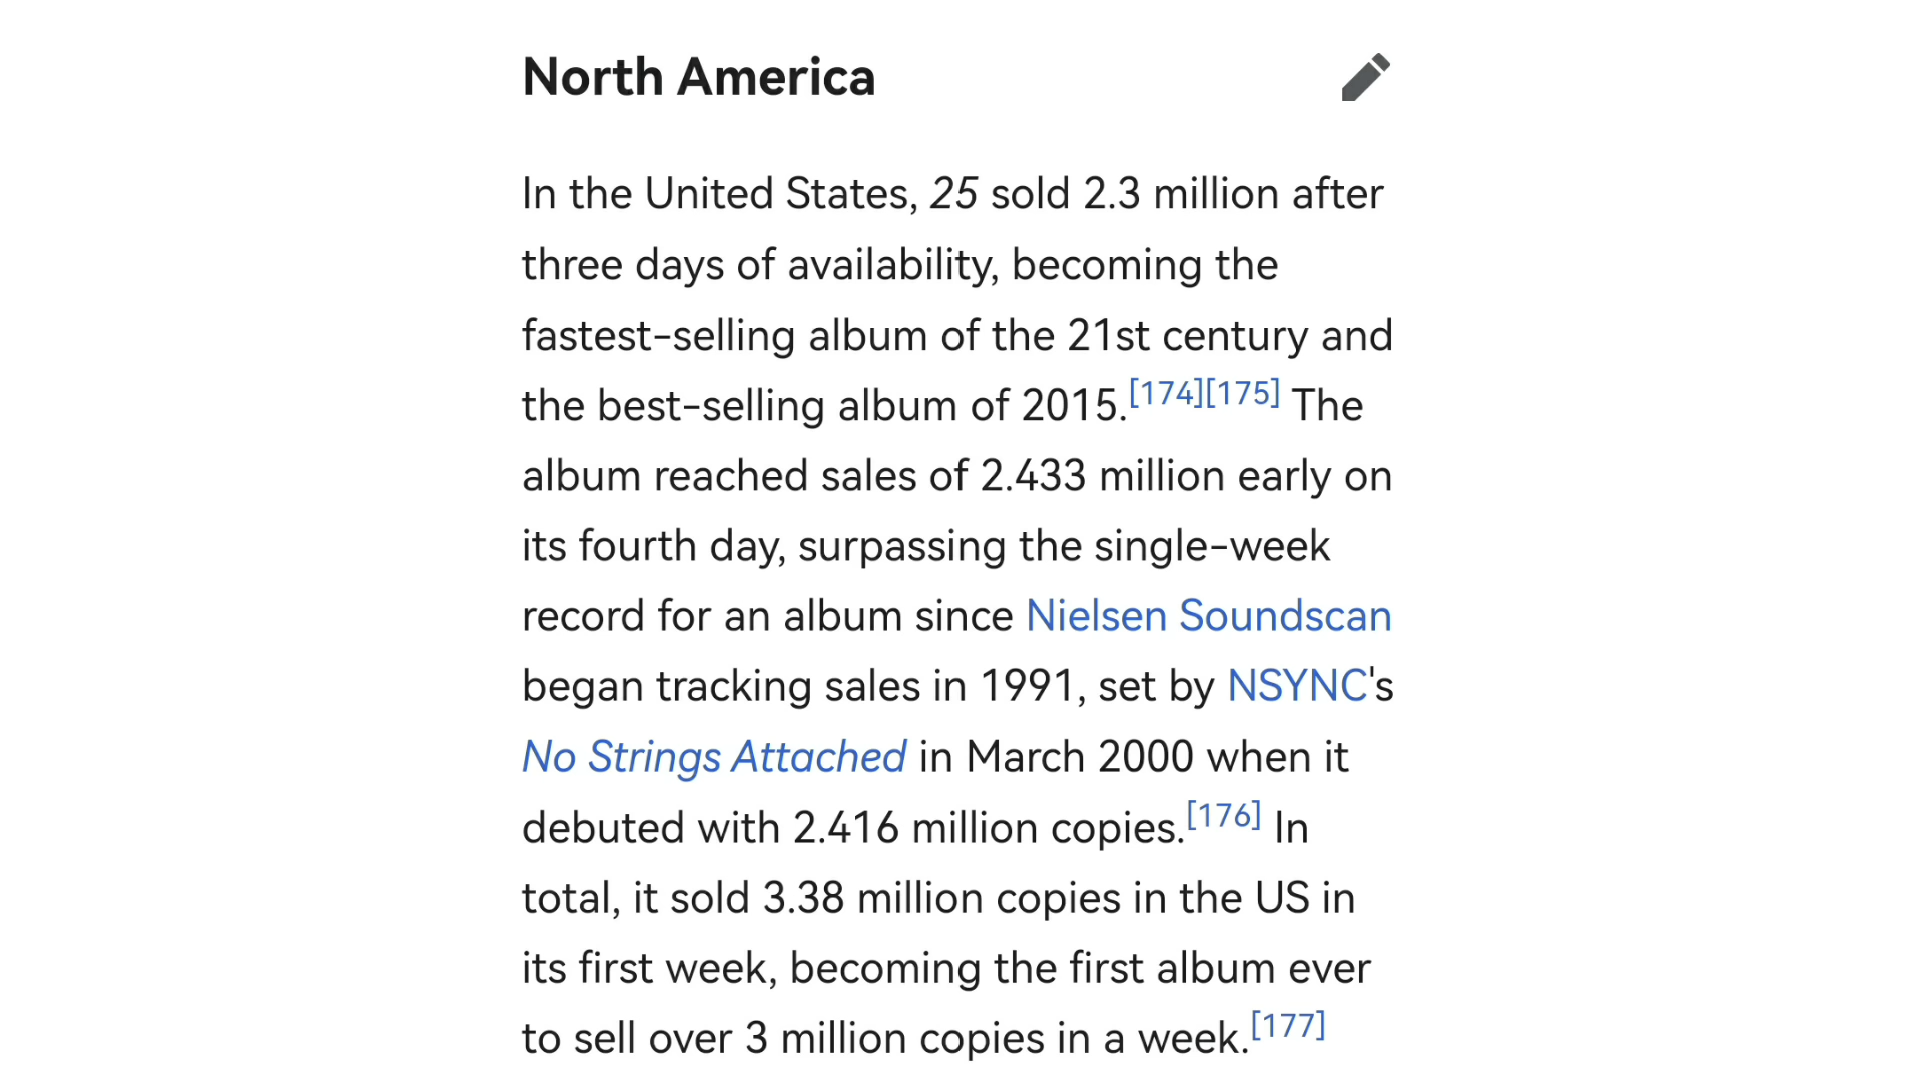 North America
In the United States, 25 sold 2.3 million after
three days of availability, becoming the
fastest-selling album of the 21st century and
the best-selling album of 2015.[174][175] The
album reached sales of 2.433 million early on
its fourth day, surpassing the single-week
record for an album since Nielsen Soundscan
began tracking sales in 1991, set by NSYNC's
No Strings Attached in March 2000 when it
debuted with 2.416 million copies.[176] In
total, it sold 3.38 million copies in the US in
its first week, becoming the first album ever
to sell over 3 million copies in a week.[177]